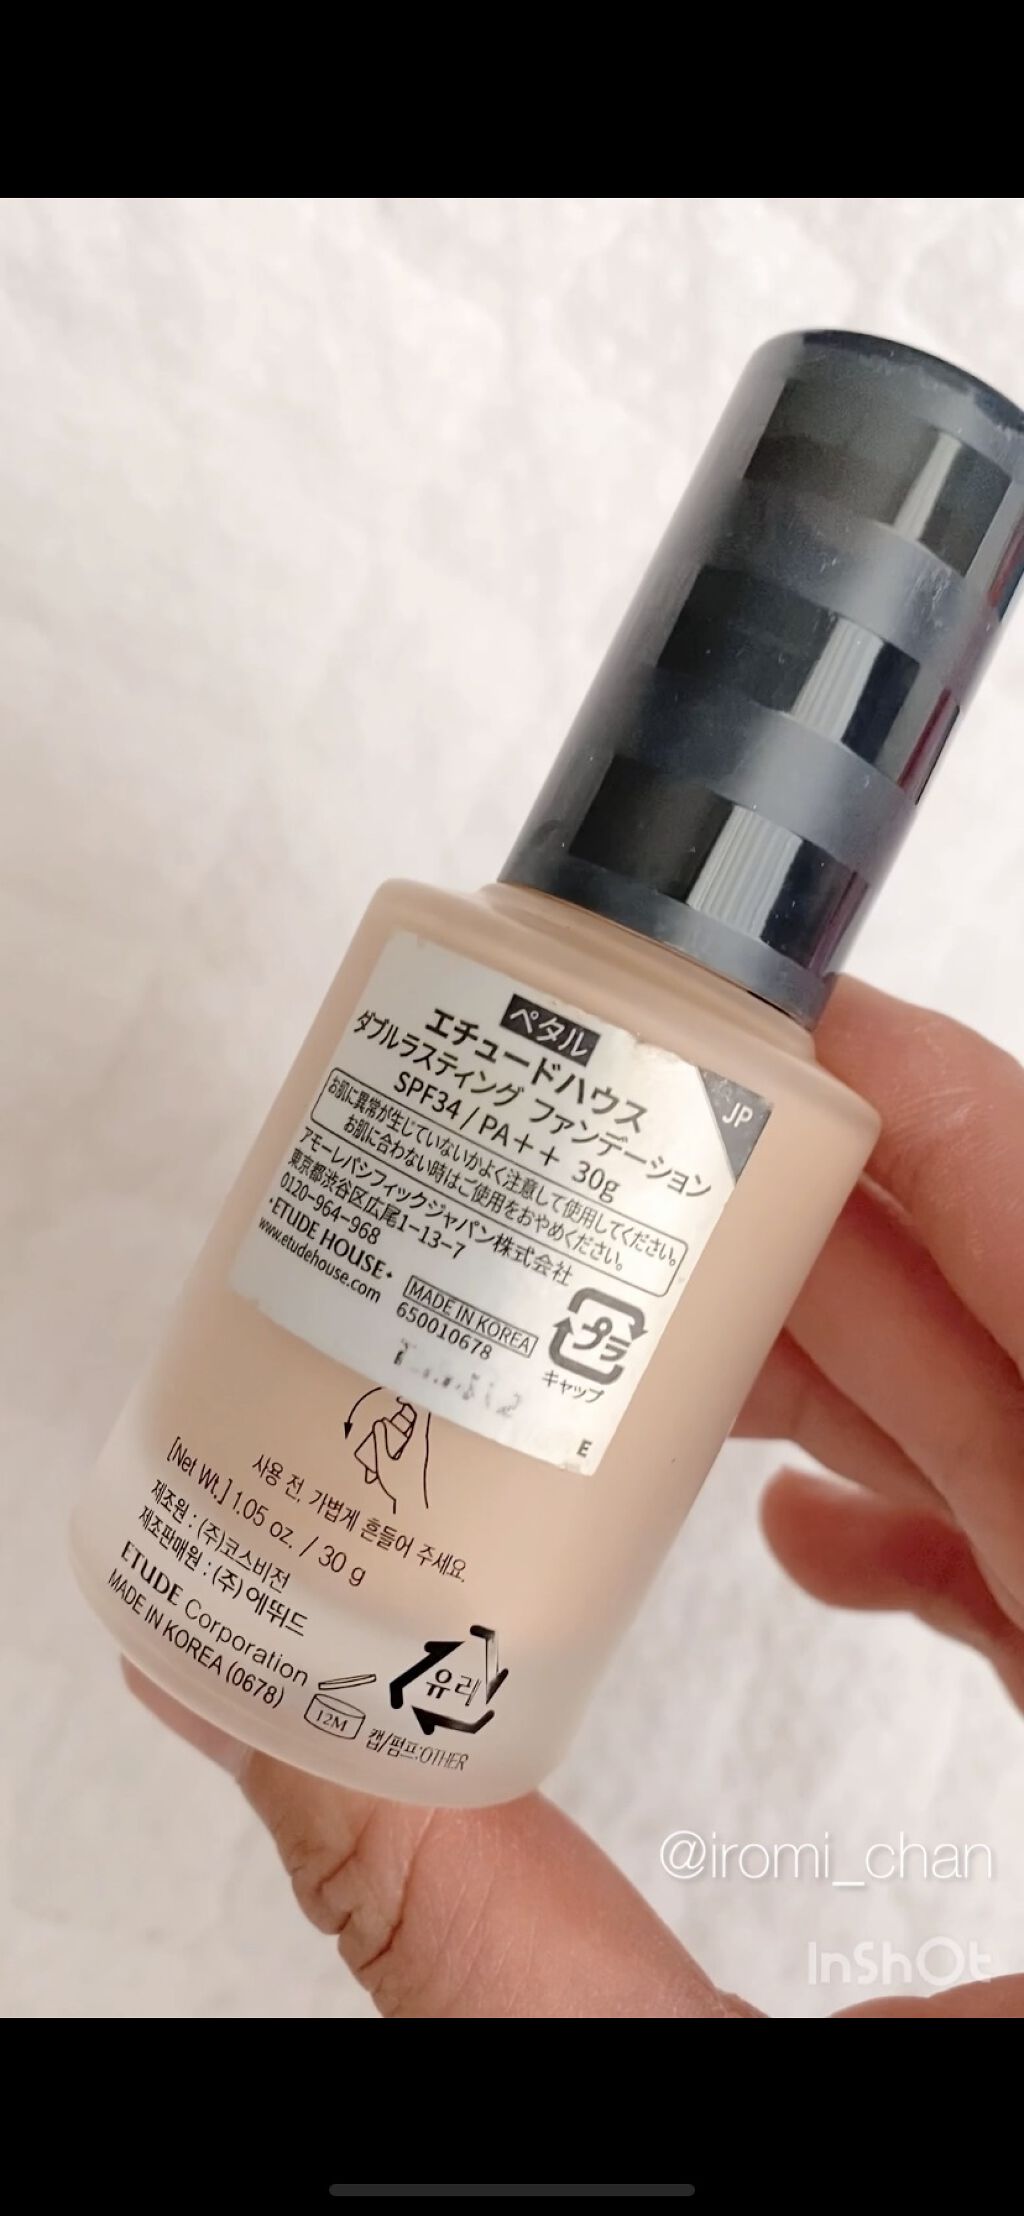 ペタル
JP
エチュードハウス
ダブルラスティング ファンデーション
SPF34 / PA++ 30g
お肌に異常が生じていないかよく注意して使用してください。
お肌に合わない時はご使用をおやめください。
アモーレパシフィックジャパン株式会社
東京都渋谷区広尾1-13-7
0120-964-968
・ETUDE HOUSE・
www.etudehouse.com
MADE IN KOREA
650010678
プラ
キャップ
E
사용 전, 가볍게 흔들어 주세요.
[Net Wt.] 1.05 oz. / 30 g
제조원 : (주)코스비전
제조판매원 : (주)에뛰드
ETUDE Corporation
MADE IN KOREA (0678)
12M
유리
캡/펌프:OTHER
@iromi_chan
InShOt